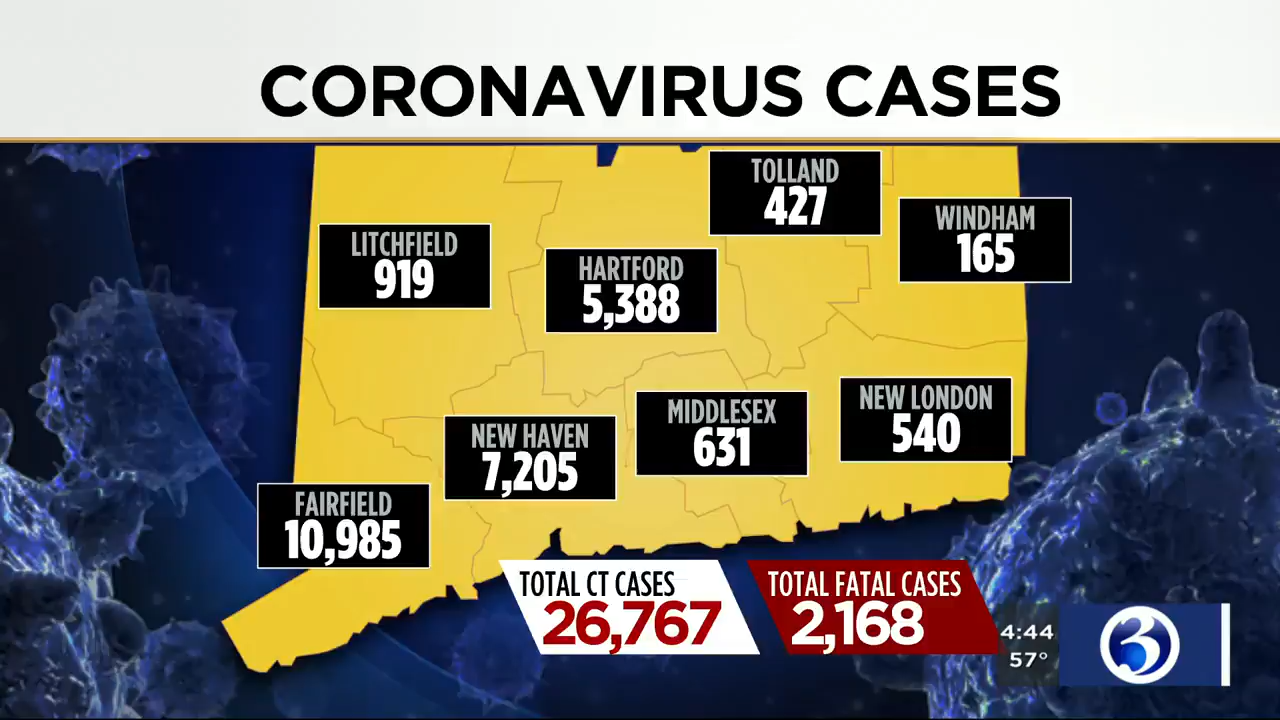 CORONAVIRUS CASES
TOLLAND
427
WINDHAM
165
LITCHFIELD
919
HARTFORD
5,388
NEW LONDON
540
MIDDLESEX
631
NEW HAVEN
7,205
FAIRFIELD
10,985
TOTAL CT CASES
26,767
TOTAL FATAL CASES
2,168
4:44
57°
3